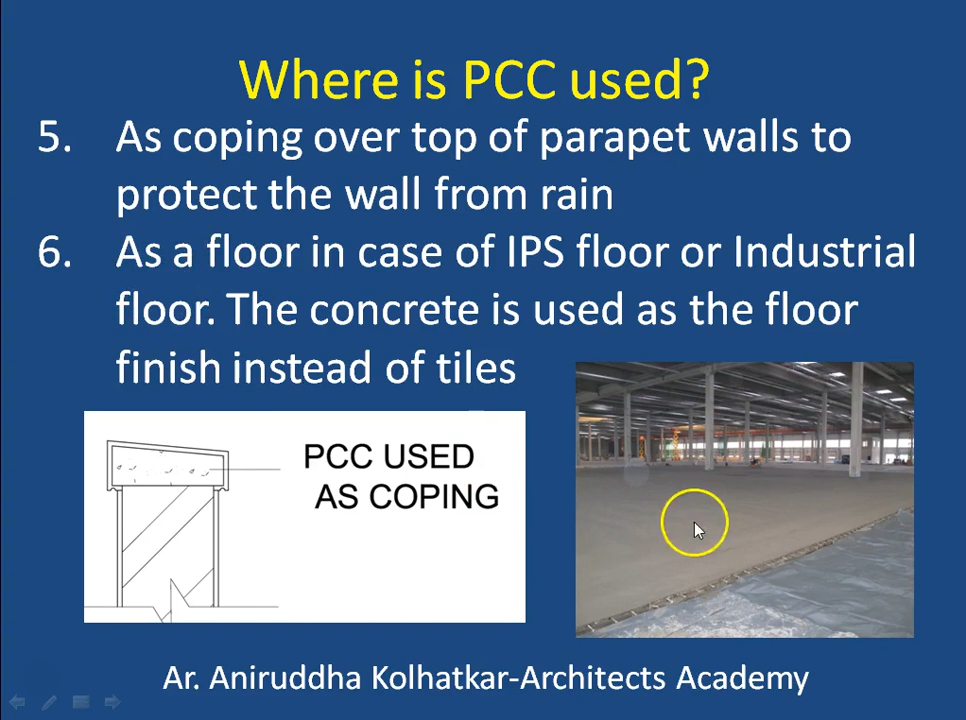 Where is PCC used?
5. As coping over top of parapet walls to
protect the wall from rain
6. As a floor in case of IPS floor or Industrial
floor. The concrete is used as the floor
finish instead of tiles
PCC USED
AS COPING
Ar. Aniruddha Kolhatkar-Architects Academy